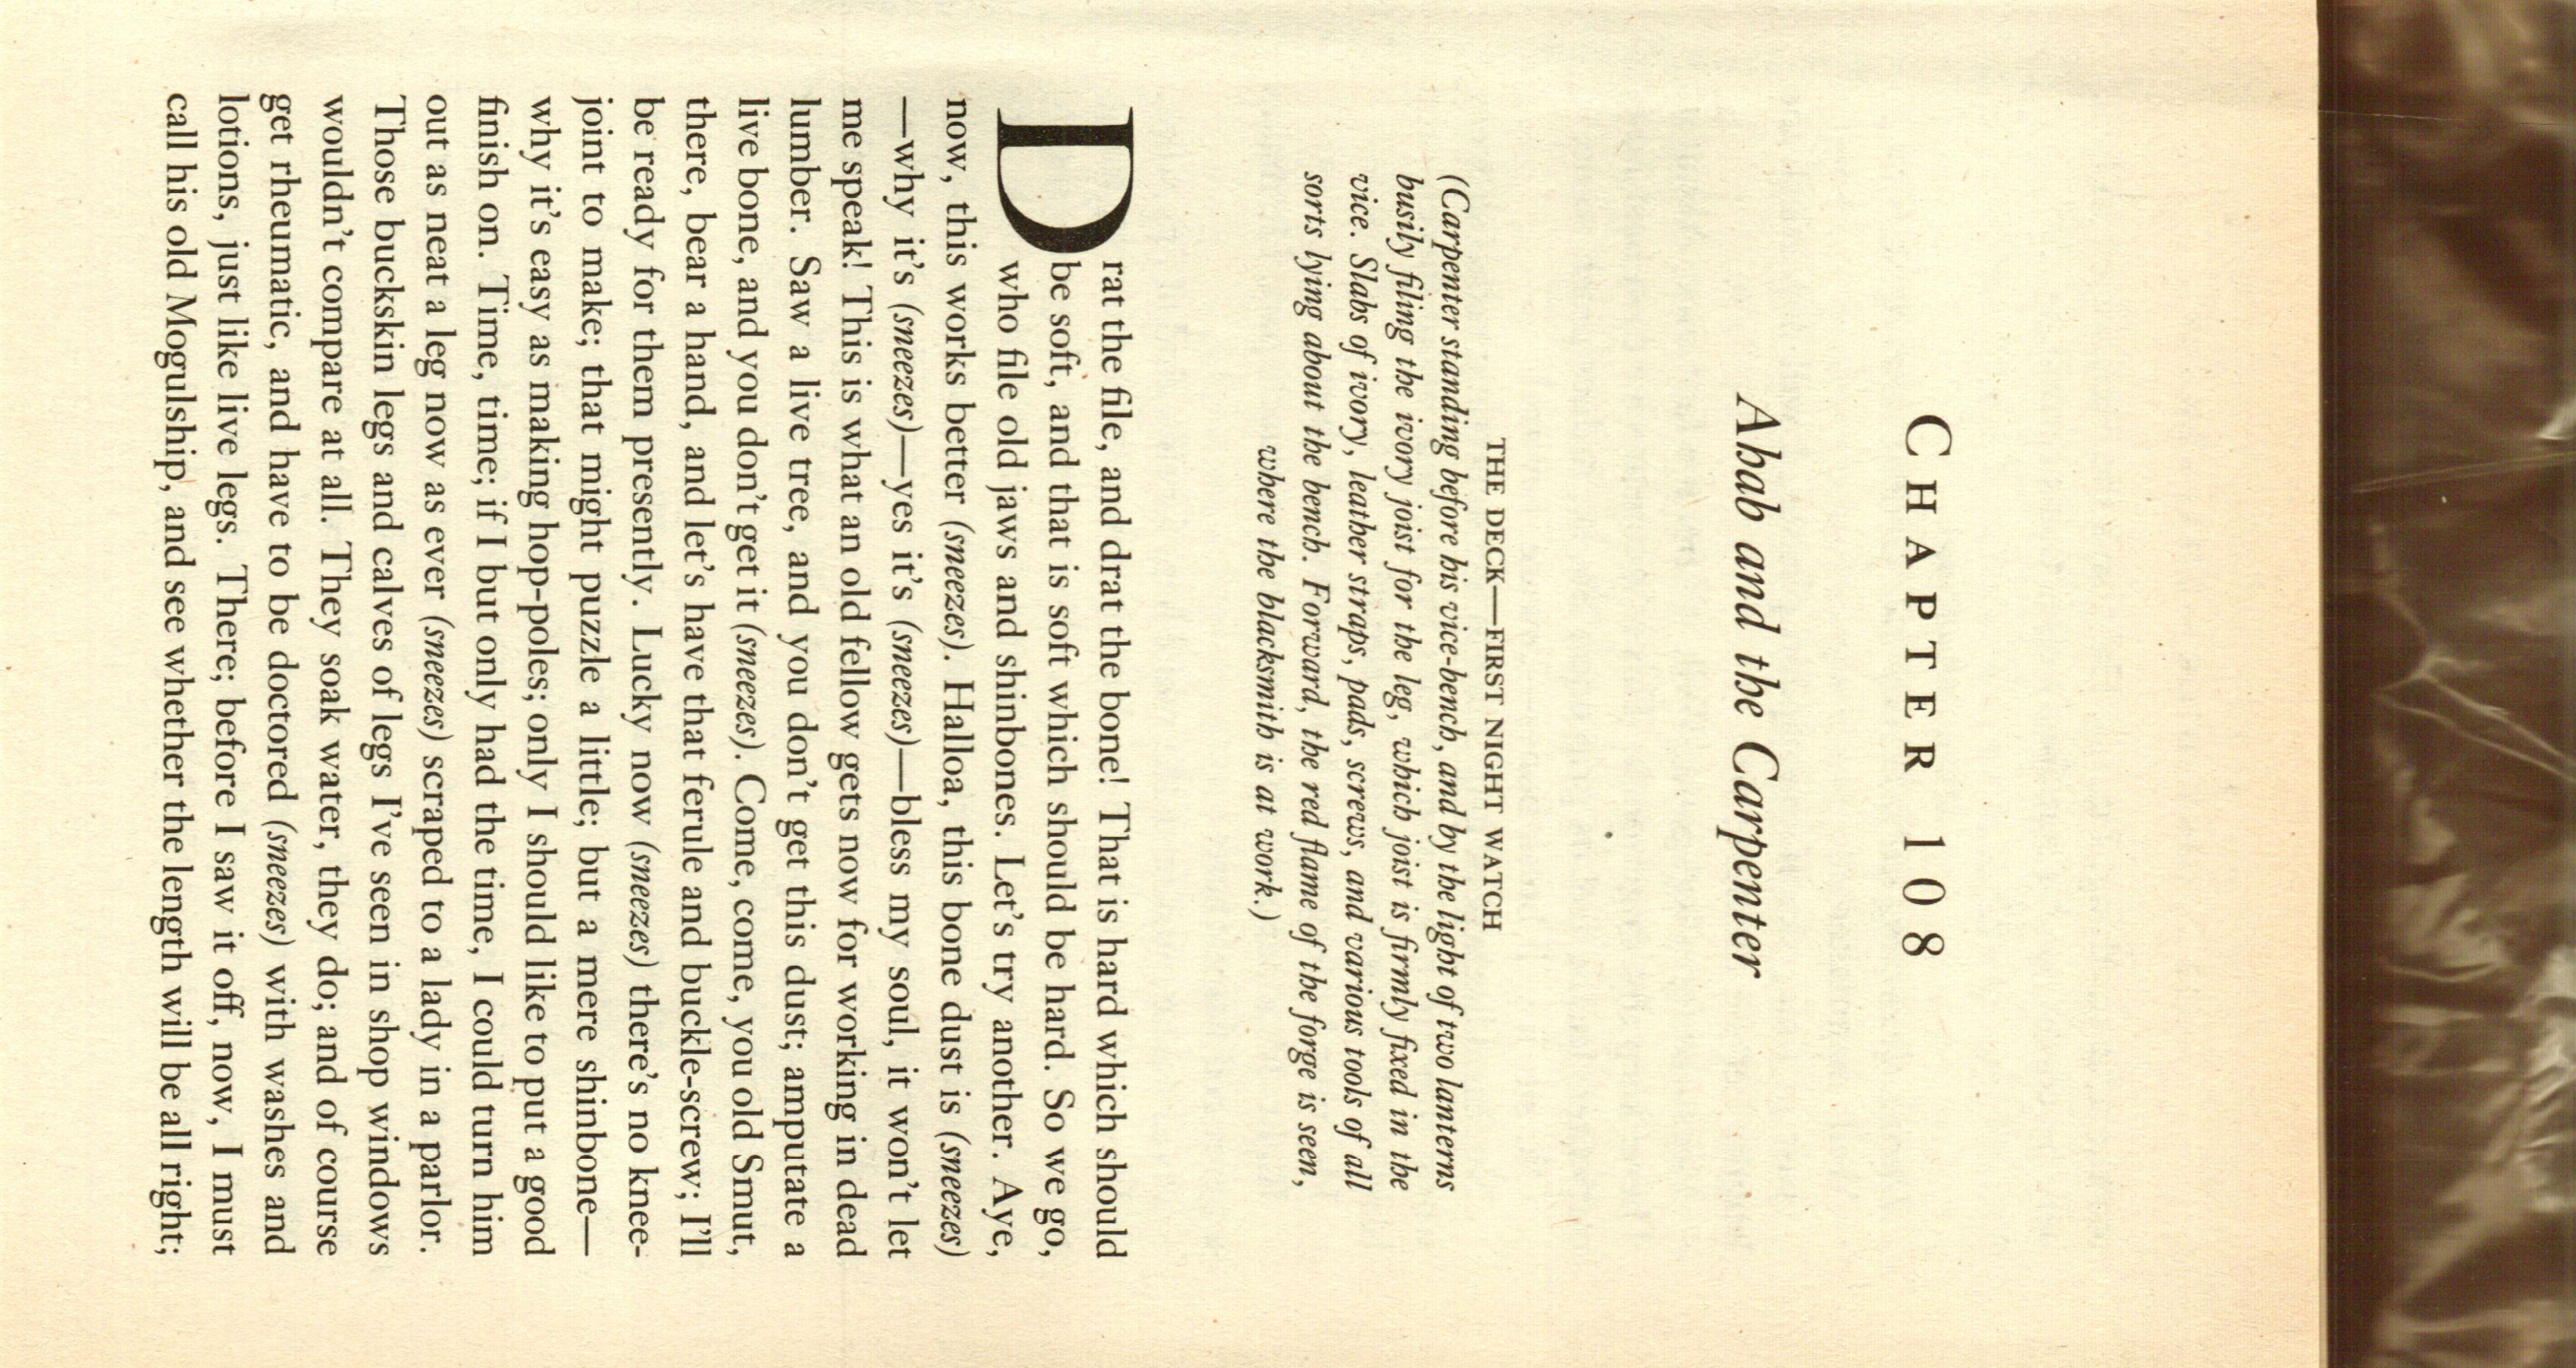 CHAPTER 108
Ahab and the Carpenter
THE DECK—FIRST NIGHT WATCH
(Carpenter standing before his vice-bench, and by the light of two lanterns
busily filing the ivory joist for the leg, which joist is firmly fixed in the
vice. Slabs of ivory, leather straps, pads, screws, and various tools of all
sorts lying about the bench. Forward, the red flame of the forge is seen,
where the blacksmith is at work.)
Drat the file, and drat the bone! That is hard which should
be soft, and that is soft which should be hard. So we go,
who file old jaws and shinbones. Let's try another. Aye,
now, this works better (sneezes). Halloa, this bone dust is (sneezes)
—why it's (sneezes)—yes it's (sneezes)—bless my soul, it won't let
me speak! This is what an old fellow gets now for working in dead
lumber. Saw a live tree, and you don't get this dust; amputate a
live bone, and you don't get it (sneezes). Come, come, you old Smut,
there, bear a hand, and let's have that ferule and buckle-screw; I'll
be ready for them presently. Lucky now (sneezes) there's no knee-
joint to make; that might puzzle a little; but a mere shinbone—
why it's easy as making hop-poles; only I should like to put a good
finish on. Time, time; if I but only had the time, I could turn him
out as neat a leg now as ever (sneezes) scraped to a lady in a parlor.
Those buckskin legs and calves of legs I've seen in shop windows
wouldn't compare at all. They soak water, they do; and of course
get rheumatic, and have to be doctored (sneezes) with washes and
lotions, just like live legs. There; before I saw it off, now, I must
call his old Mogulship, and see whether the length will be all right;